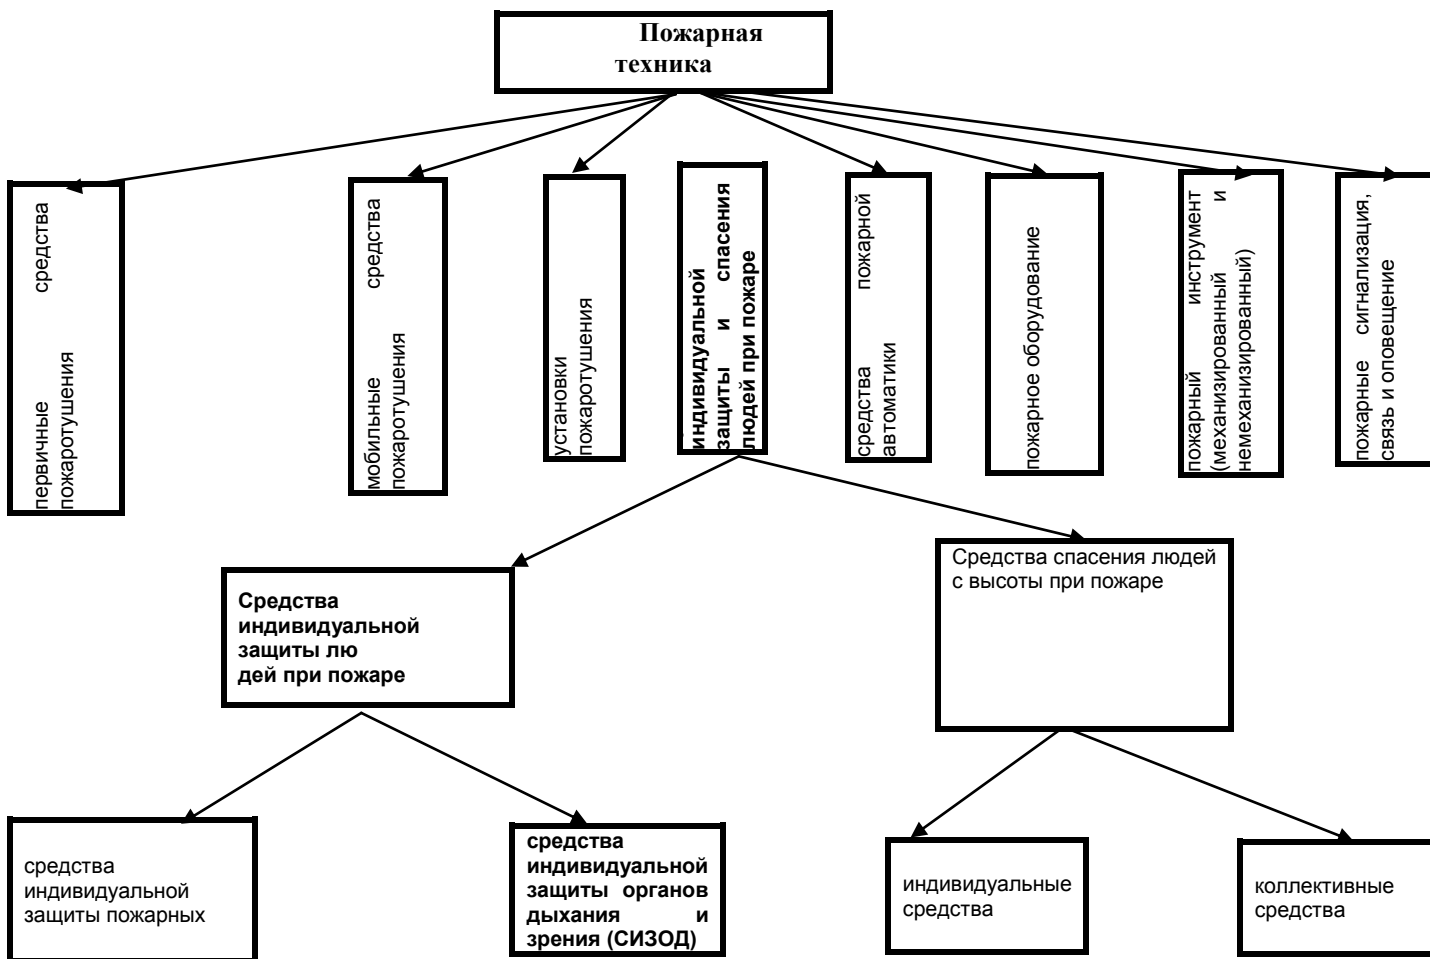 Пожарная
техника
первичные средства
пожаротушения
мобильные средства
пожаротушения
установки
пожаротушения
индивидуальной
защиты и спасения
людей при пожаре
средства пожарной
автоматики
пожарное оборудование
пожарный инструмент
(механизированный и
немеханизированный)
пожарные сигнализация,
связь и оповещение
Средства
индивидуальной
защиты лю
дей при пожаре
Средства спасения людей
с высоты при пожаре
средства
индивидуальной
защиты пожарных
средства
индивидуальной
защиты органов
дыхания и
зрения (СИЗОД)
индивидуальные
средства
коллективные
средства